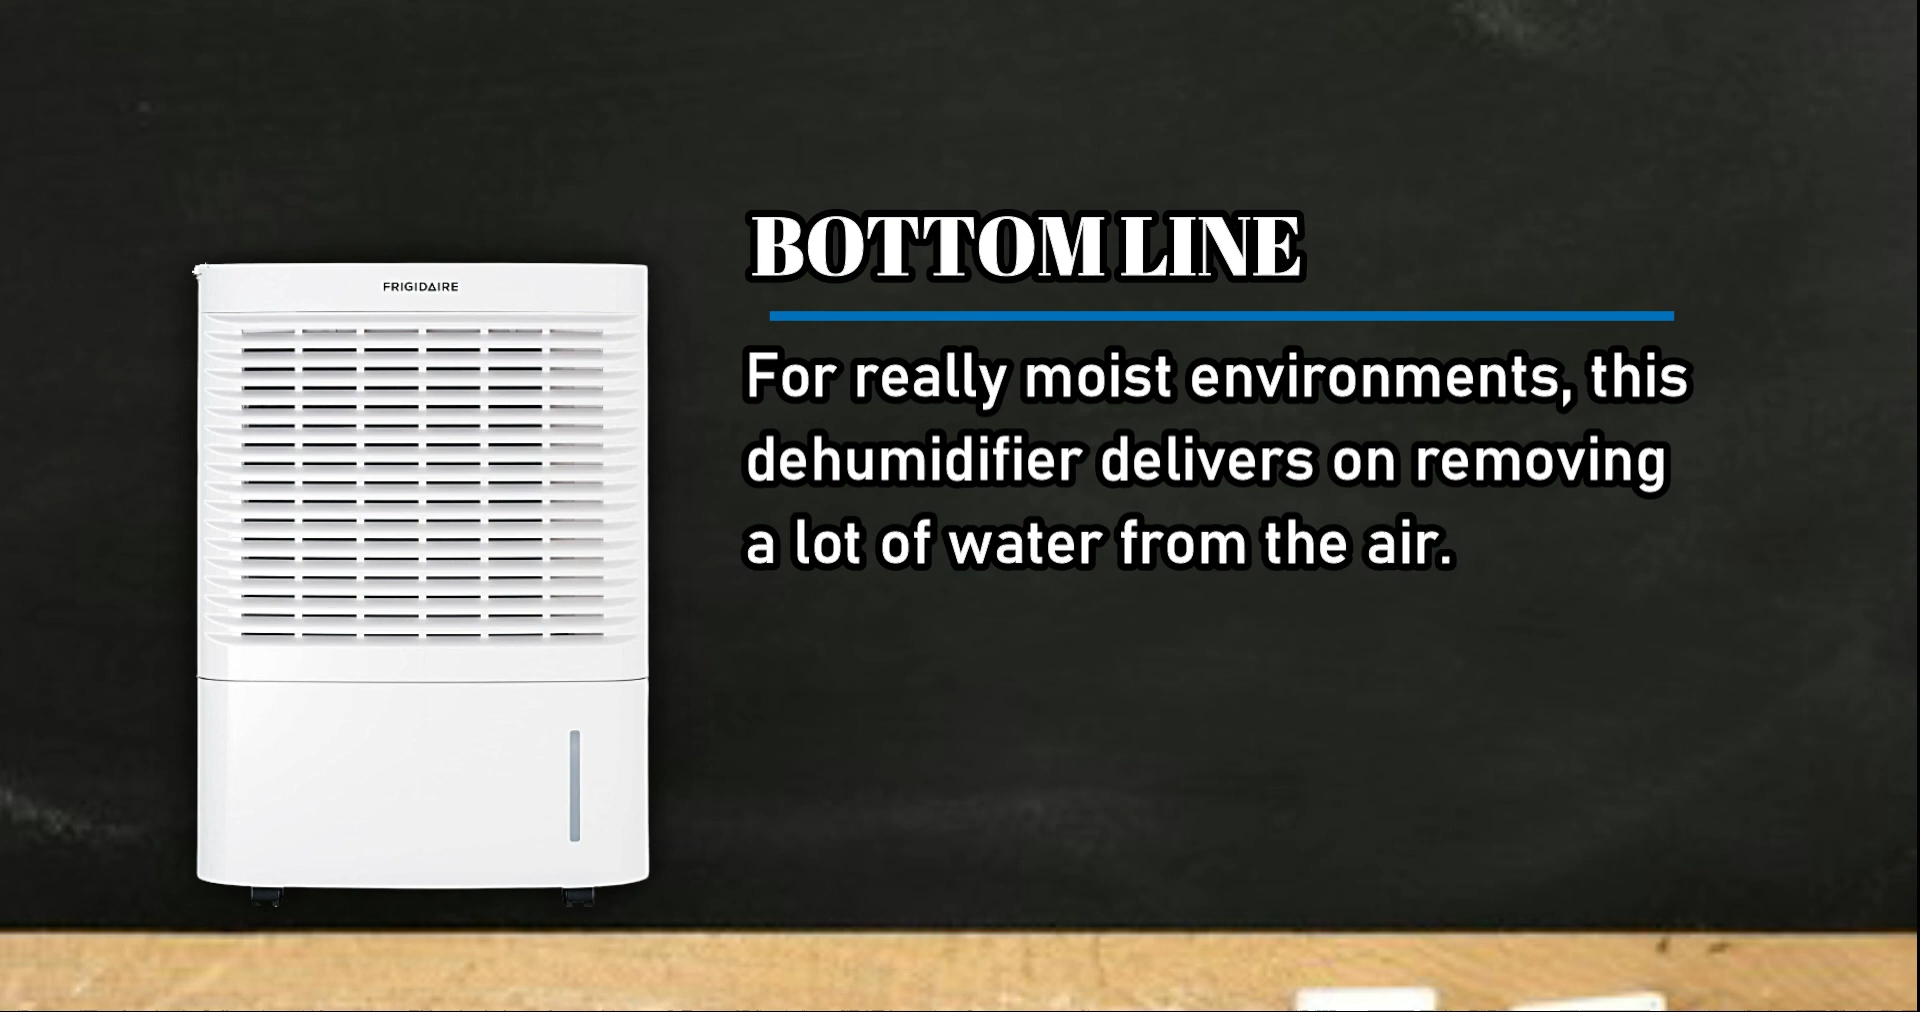 FRIGIDAIRE
BOTTOM LINE
For really moist environments, this
dehumidifier delivers on removing
a lot of water from the air.